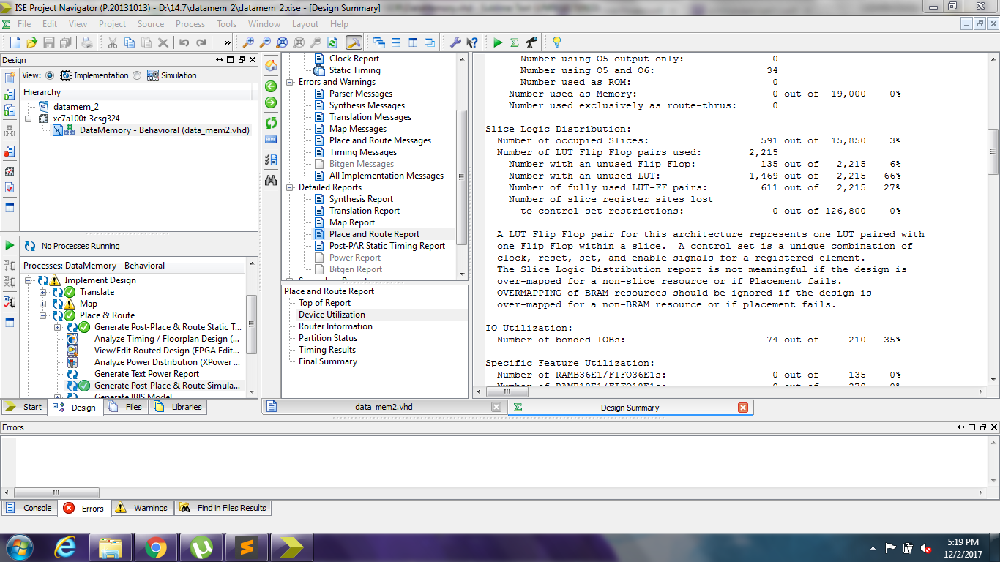 ISE Project Navigator (P.20131013) - D:\14.7\datamem_2\datamem_2.xise - [Design Summary]
File Edit View Project Source Process Tools Window Layout Help
Design
View: Implementation Simulation
Hierarchy
datamem_2
xc7a100t-3csg324
DataMemory - Behavioral (data_mem2.vhd)
No Processes Running
Processes: DataMemory - Behavioral
Implement Design
Translate
Map
Place & Route
Generate Post-Place & Route Static T...
Analyze Timing / Floorplan Design (...
View/Edit Routed Design (FPGA Edit...
Analyze Power Distribution (XPower ...
Generate Text Power Report
Generate Post-Place & Route Simula...
Generate IBIS Model
Start Design Files Libraries
Clock Report
Static Timing
Errors and Warnings
Parser Messages
Synthesis Messages
Translation Messages
Map Messages
Place and Route Messages
Timing Messages
Bitgen Messages
All Implementation Messages
Detailed Reports
Synthesis Report
Translation Report
Map Report
Place and Route Report
Post-PAR Static Timing Report
Power Report
Bitgen Report
Secondary Reports
Place and Route Report
Top of Report
Device Utilization
Router Information
Partition Status
Timing Results
Final Summary
Number using O5 output only: 0
Number using O5 and O6: 34
Number used as ROM: 0
Number used as Memory: 0 out of 19,000 0%
Number used exclusively as route-thrus: 0
Slice Logic Distribution:
Number of occupied Slices: 591 out of 15,850 3%
Number of LUT Flip Flop pairs used: 2,215
Number with an unused Flip Flop: 135 out of 2,215 6%
Number with an unused LUT: 1,469 out of 2,215 66%
Number of fully used LUT-FF pairs: 611 out of 2,215 27%
Number of slice register sites lost
to control set restrictions: 0 out of 126,800 0%
A LUT Flip Flop pair for this architecture represents one LUT paired with
one Flip Flop within a slice. A control set is a unique combination of
clock, reset, set, and enable signals for a registered element.
The Slice Logic Distribution report is not meaningful if the design is
over-mapped for a non-slice resource or if Placement fails.
OVERMAPPING of BRAM resources should be ignored if the design is
over-mapped for a non-BRAM resource or if placement fails.
IO Utilization:
Number of bonded IOBs: 74 out of 210 35%
Specific Feature Utilization:
Number of RAMB36E1/FIFO36E1s: 0 out of 135 0%
Number of RAMB18E1/FIFO18E1s: 0 out of 270 0%
data_mem2.vhd Design Summary
Errors
Console Errors Warnings Find in Files Results
5:19 PM
12/2/2017